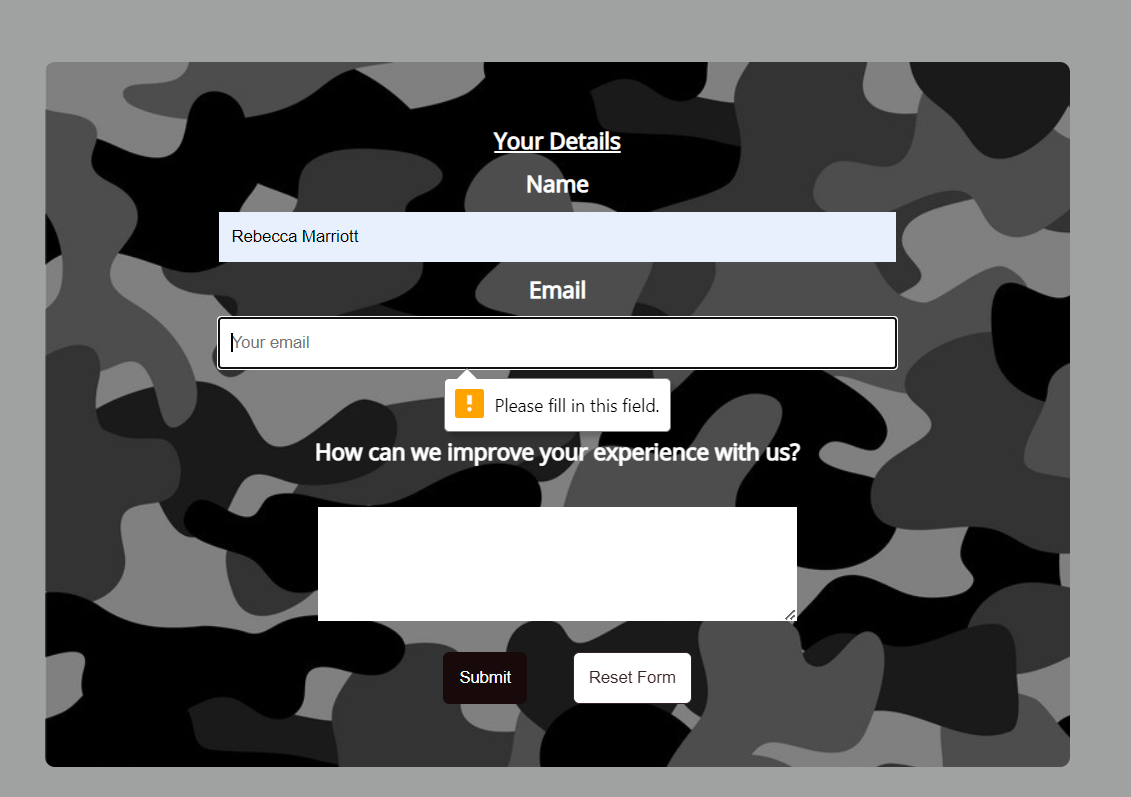 Your Details
Name
Rebecca Marriott
Email
Your email
Please fill in this field.
How can we improve your experience with us?
Submit Reset Form